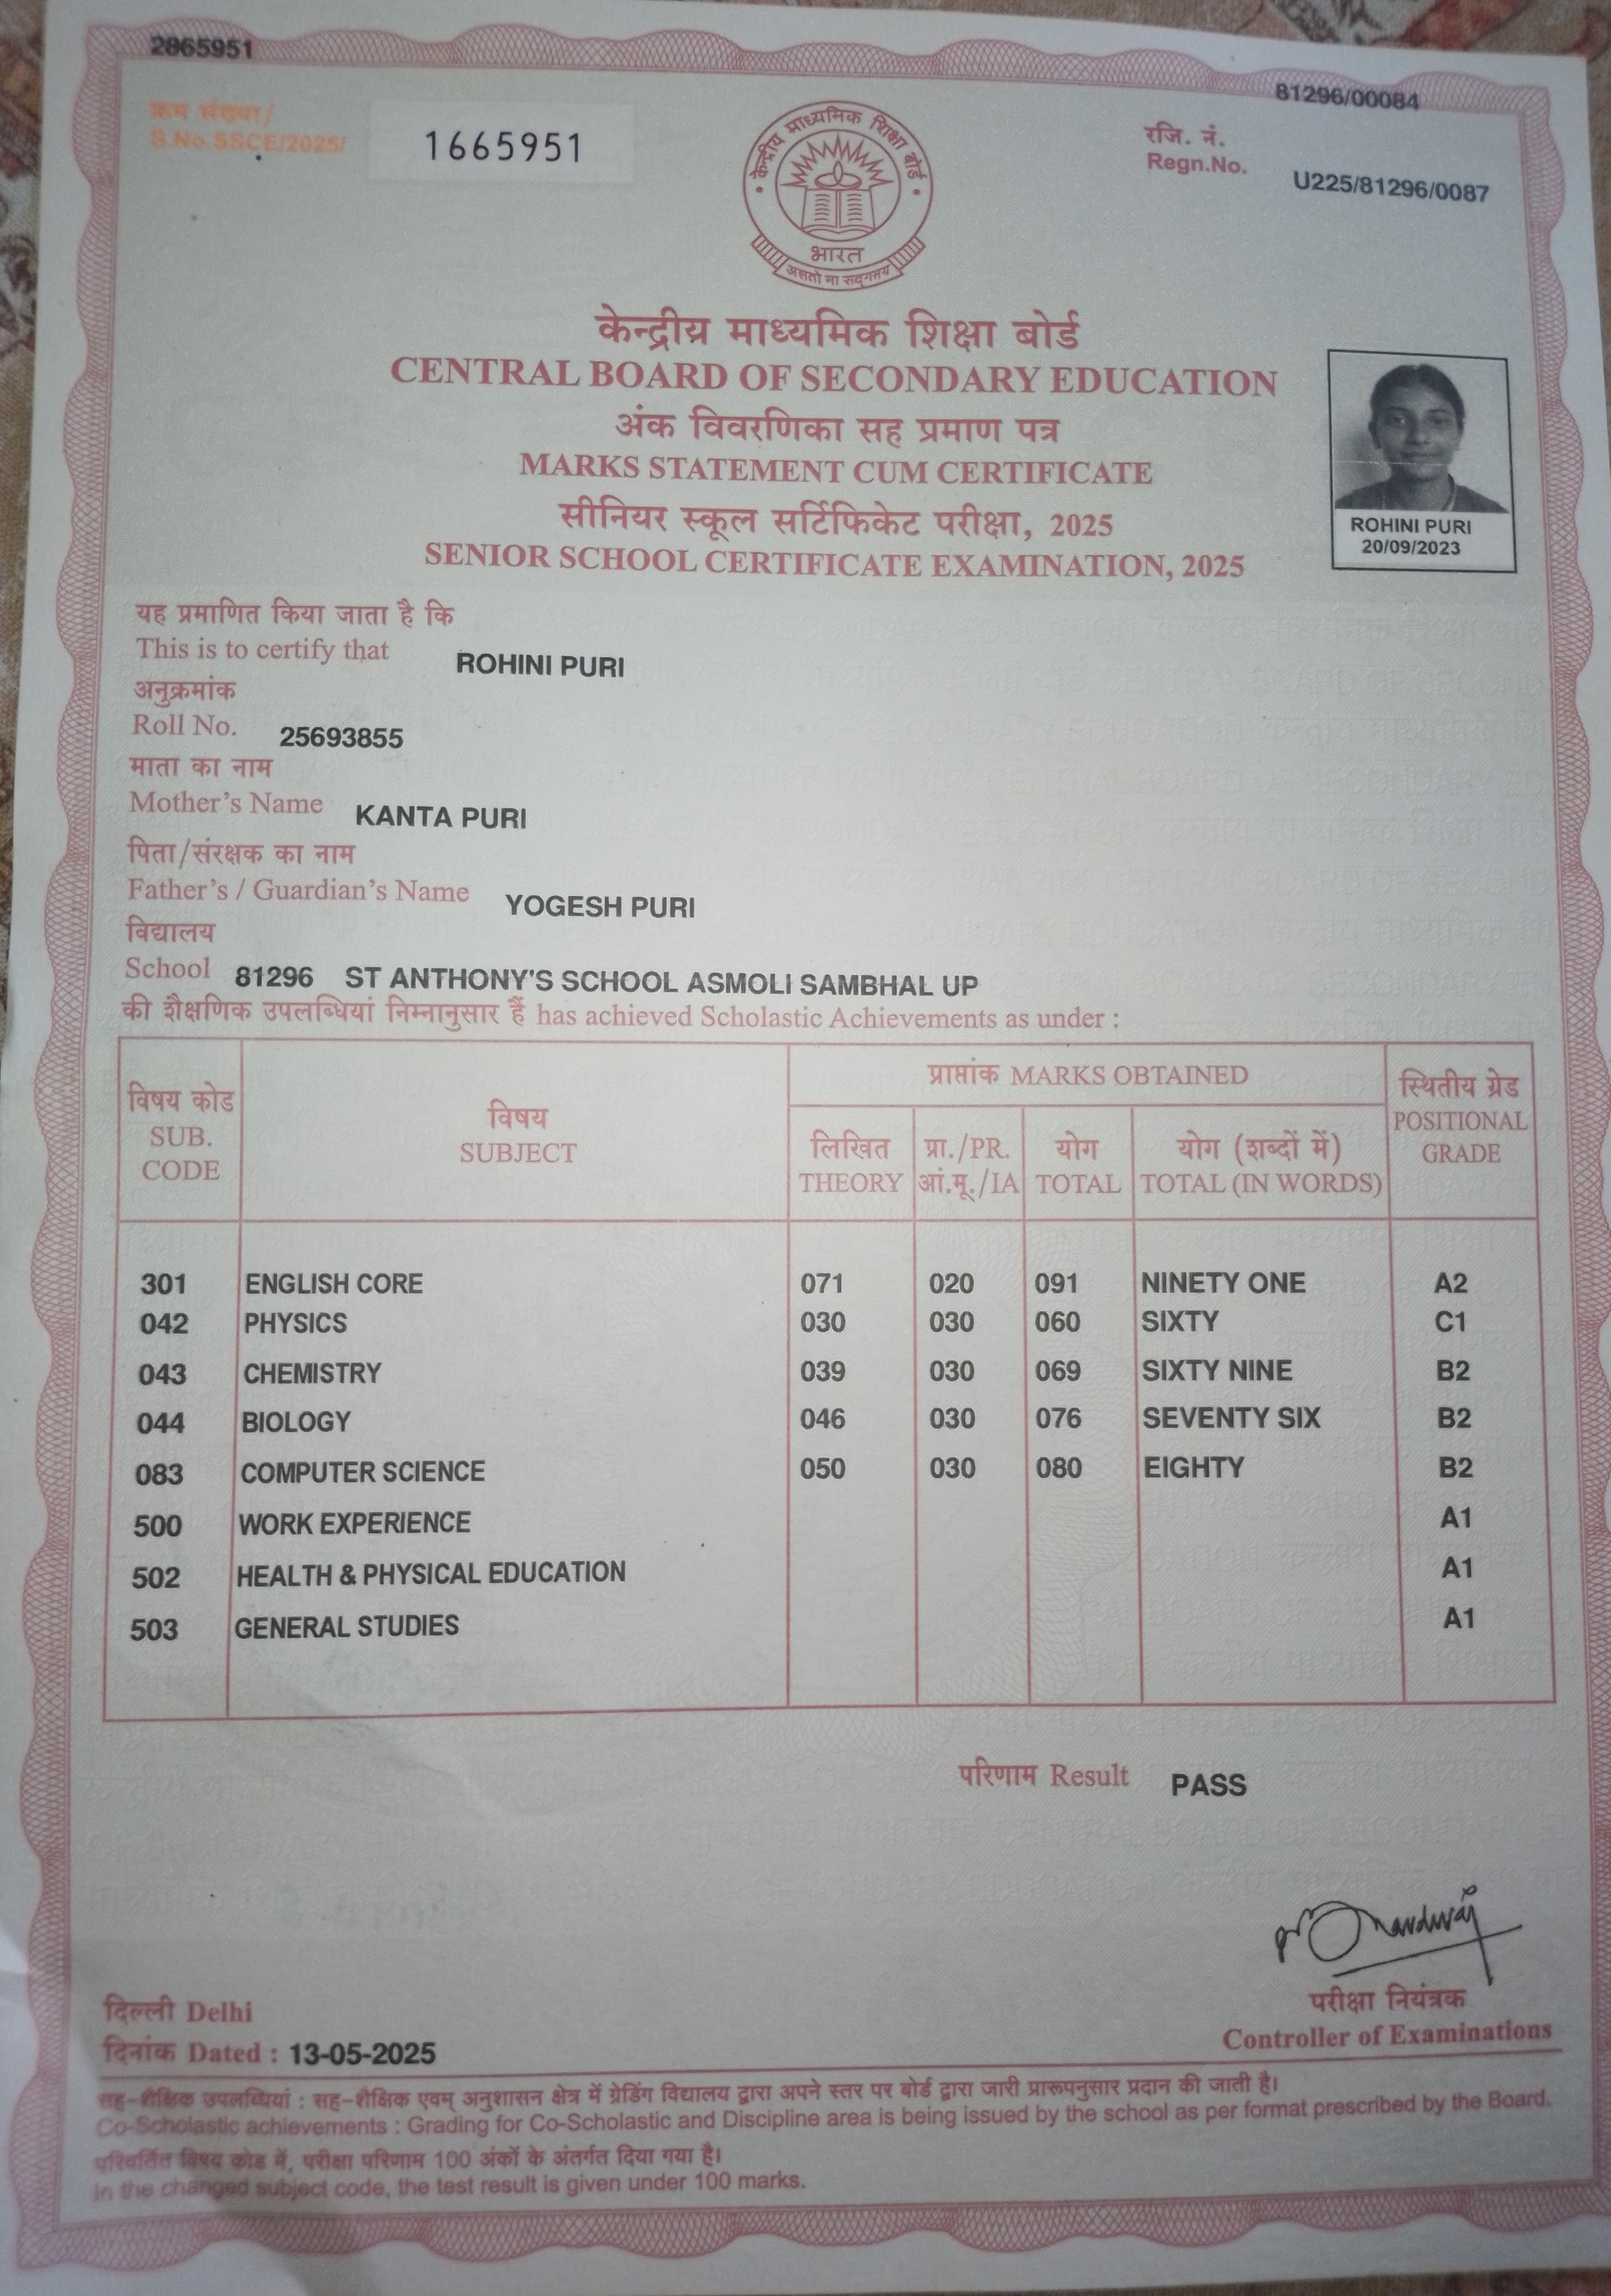 2865951
81296/00084
क्रम संख्या/
S.No.SSCE/2025/ 1665951
रजि. नं.
Regn.No. U225/81296/0087
केन्द्रीय माध्यमिक शिक्षा बोर्ड
भारत
असतो मा सद्गमय
केन्द्रीय माध्यमिक शिक्षा बोर्ड
CENTRAL BOARD OF SECONDARY EDUCATION
अंक विवरणिका सह प्रमाण पत्र
MARKS STATEMENT CUM CERTIFICATE
सीनियर स्कूल सर्टिफिकेट परीक्षा, 2025
SENIOR SCHOOL CERTIFICATE EXAMINATION, 2025
ROHINI PURI
20/09/2023
यह प्रमाणित किया जाता है कि
This is to certify that ROHINI PURI
अनुक्रमांक
Roll No. 25693855
माता का नाम
Mother's Name KANTA PURI
पिता/संरक्षक का नाम
Father's / Guardian's Name YOGESH PURI
विद्यालय
School 81296 ST ANTHONY'S SCHOOL ASMOLI SAMBHAL UP
की शैक्षणिक उपलब्धियां निम्नानुसार हैं has achieved Scholastic Achievements as under :
विषय कोड
SUB.
CODE
विषय
SUBJECT
प्राप्तांक MARKS OBTAINED
लिखित
THEORY
प्रा./PR.
आं.मू./IA
योग
TOTAL
योग (शब्दों में)
TOTAL (IN WORDS)
स्थितीय ग्रेड
POSITIONAL
GRADE
301 ENGLISH CORE 071 020 091 NINETY ONE A2
042 PHYSICS 030 030 060 SIXTY C1
043 CHEMISTRY 039 030 069 SIXTY NINE B2
044 BIOLOGY 046 030 076 SEVENTY SIX B2
083 COMPUTER SCIENCE 050 030 080 EIGHTY B2
500 WORK EXPERIENCE A1
502 HEALTH & PHYSICAL EDUCATION A1
503 GENERAL STUDIES A1
परिणाम Result PASS
परीक्षा नियंत्रक
Controller of Examinations
दिल्ली Delhi
दिनांक Dated : 13-05-2025
सह-शैक्षिक उपलब्धियां : सह-शैक्षिक एवम् अनुशासन क्षेत्र में ग्रेडिंग विद्यालय द्वारा अपने स्तर पर बोर्ड द्वारा जारी प्रारूपनुसार प्रदान की जाती है।
Co-Scholastic achievements : Grading for Co-Scholastic and Discipline area is being issued by the school as per format prescribed by the Board.
परिवर्तित विषय कोड में, परीक्षा परिणाम 100 अंकों के अंतर्गत दिया गया है।
In the changed subject code, the test result is given under 100 marks.